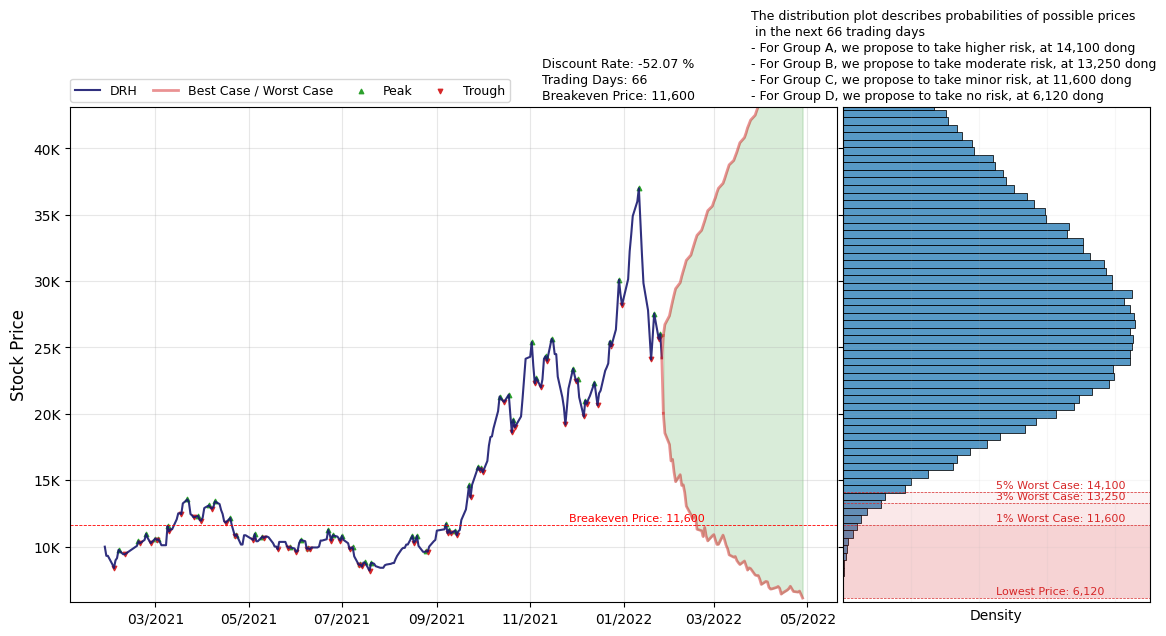 The distribution plot describes probabilities of possible prices
in the next 66 trading days
- For Group A, we propose to take higher risk, at 14,100 dong
- For Group B, we propose to take moderate risk, at 13,250 dong
- For Group C, we propose to take minor risk, at 11,600 dong
- For Group D, we propose to take no risk, at 6,120 dong
Discount Rate: -52.07 %
Trading Days: 66
Breakeven Price: 11,600
DRH
Best Case / Worst Case
Peak
Trough
Stock Price
40K
35K
30K
25K
20K
15K
10K
Breakeven Price: 11,600
03/2021
05/2021
07/2021
09/2021
11/2021
01/2022
03/2022
05/2022
5% Worst Case: 14,100
3% Worst Case: 13,250
1% Worst Case: 11,600
Lowest Price: 6,120
Density